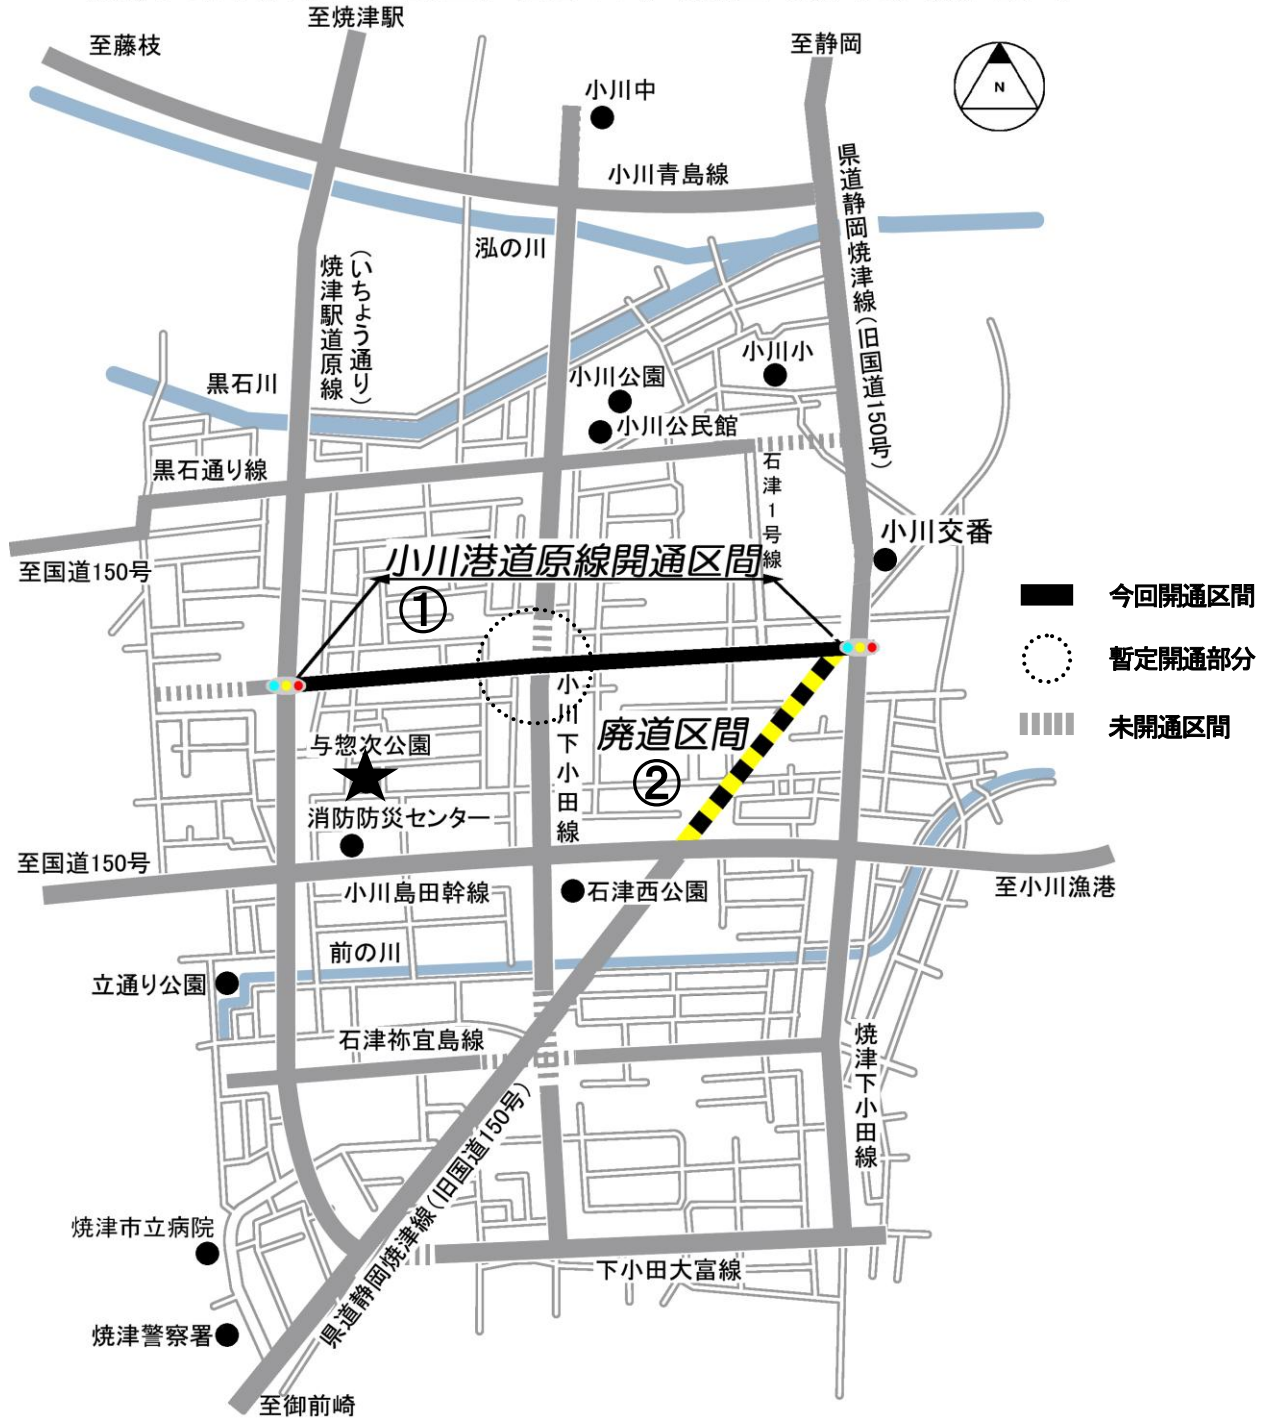 至焼津駅
至藤枝
至静岡
小川中
N
小川青島線
県道静岡焼津線(旧国道150号)
泓の川
(いちょう通り)
焼津駅道原線
小川小
黒石川
小川公園
小川公民館
黒石通り線
石津1号線
小川交番
至国道150号
小川港道原線開通区間
①
今回開通区間
暫定開通部分
未開通区間
小川下小田線
廃道区間
②
与惣次公園
消防防災センター
至国道150号
小川島田幹線
石津西公園
至小川漁港
前の川
立通り公園
石津祢宜島線
焼津下小田線
県道静岡焼津線(旧国道150号)
焼津市立病院
下小田大富線
焼津警察署
至御前崎